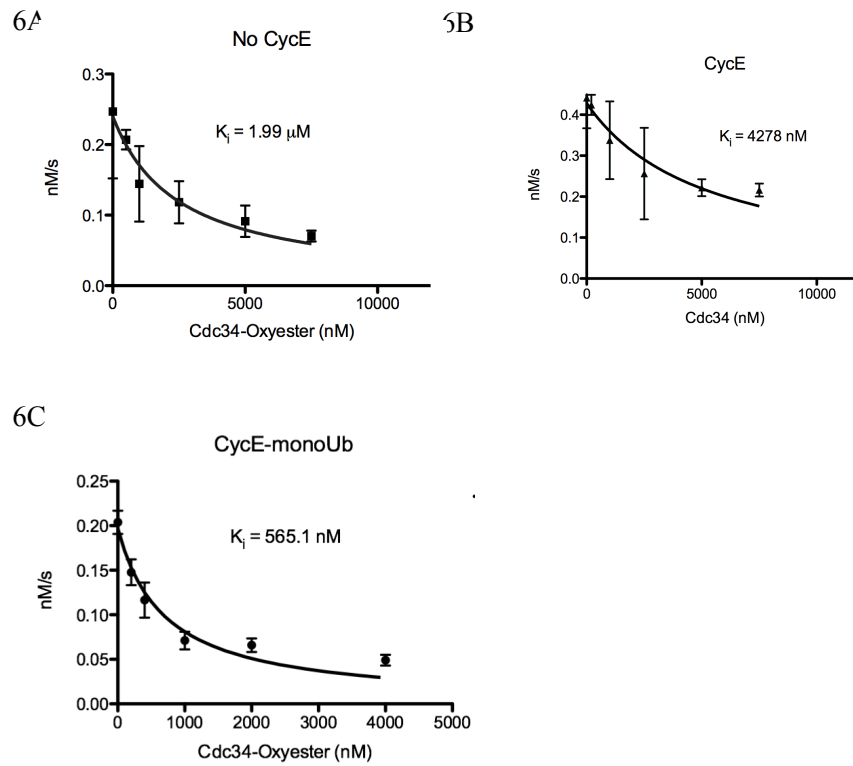 6A
No CycE
0.3
0.2
0.1
0.0
nM/s
Ki = 1.99 μM
0
5000
10000
Cdc34-Oxyester (nM)
6B
CycE
0.4
0.3
0.2
0.1
0.0
nM/s
Ki = 4278 nM
0
5000
10000
Cdc34 (nM)
6C
CycE-monoUb
0.25
0.20
0.15
0.10
0.05
0.00
nM/s
Ki = 565.1 nM
0
1000
2000
3000
4000
5000
Cdc34-Oxyester (nM)